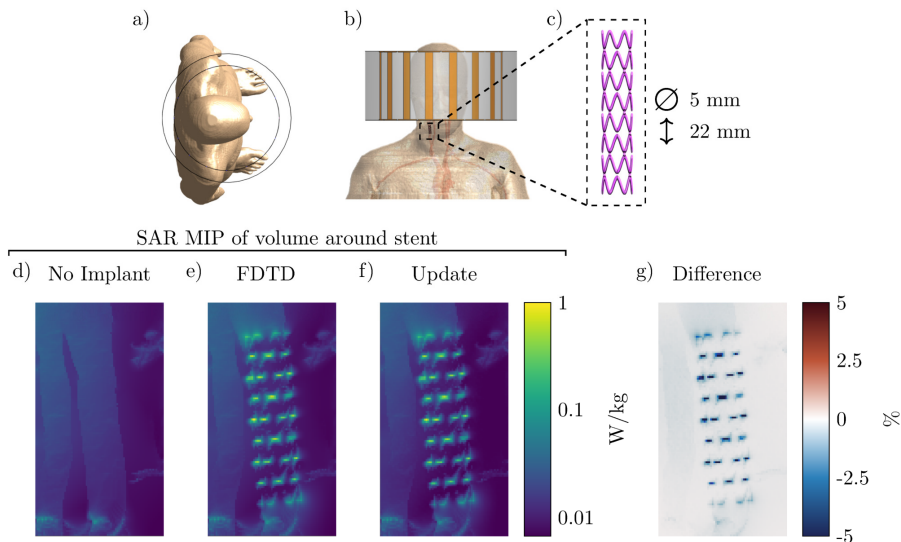 a)
b)
c)
5 mm
22 mm
SAR MIP of volume around stent
d) No Implant
e) FDTD
f) Update
g) Difference
1
0.1
0.01
W/kg
5
2.5
0
-2.5
-5
%